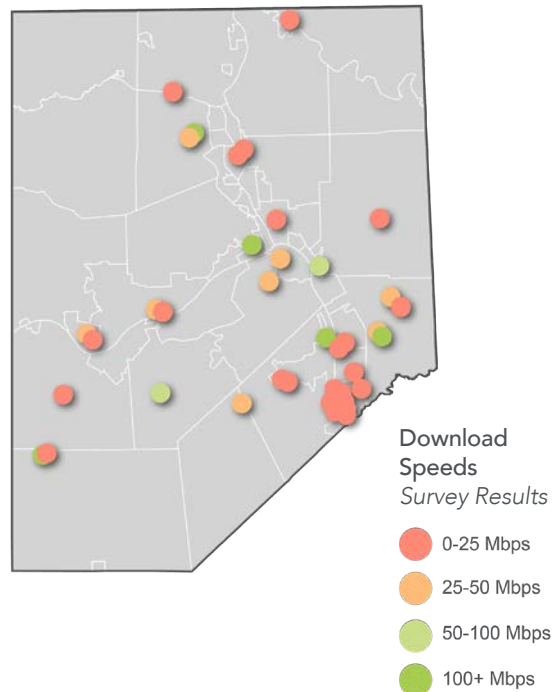 Download
Speeds
Survey Results
0-25 Mbps
25-50 Mbps
50-100 Mbps
100+ Mbps